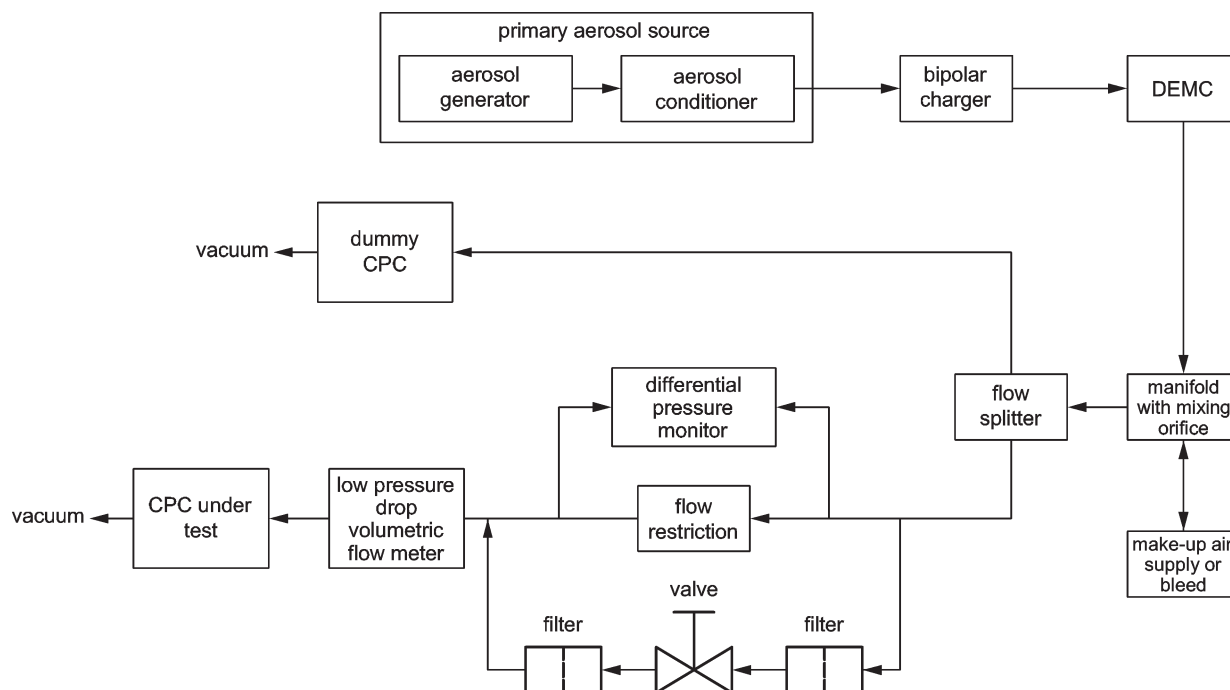 primary aerosol source
aerosol
generator
aerosol
conditioner
bipolar
charger
DEMC
vacuum
dummy
CPC
differential
pressure
monitor
flow
splitter
manifold
with mixing
orifice
vacuum
CPC under
test
low pressure
drop
volumetric
flow meter
flow
restriction
make-up air
supply or
bleed
valve
filter
filter